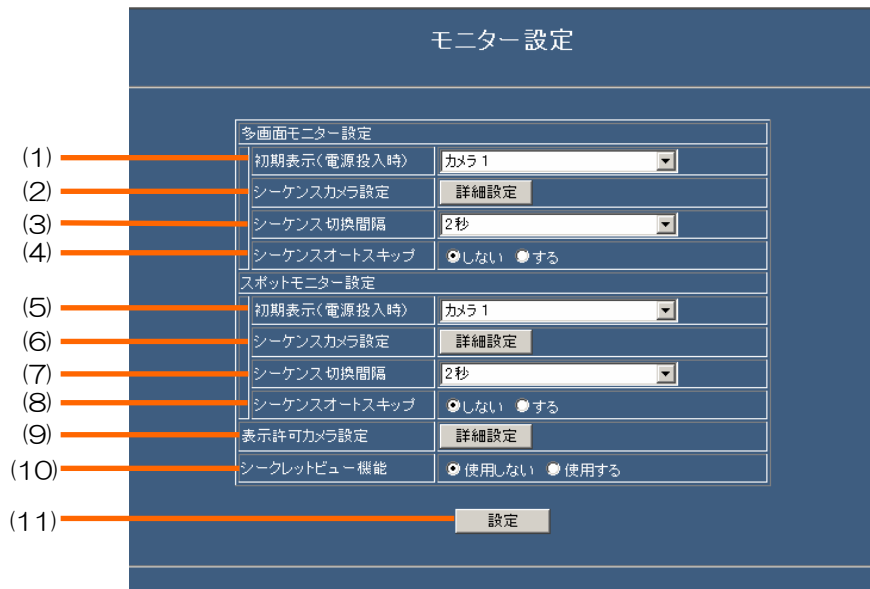 モニター設定
多画面モニター設定
(1) 初期表示(電源投入時) カメラ 1
(2) シーケンスカメラ設定 詳細設定
(3) シーケンス切換間隔 2秒
(4) シーケンスオートスキップ しない する
スポットモニター設定
(5) 初期表示(電源投入時) カメラ 1
(6) シーケンスカメラ設定 詳細設定
(7) シーケンス切換間隔 2秒
(8) シーケンスオートスキップ しない する
(9) 表示許可カメラ設定 詳細設定
(10) シークレットビュー機能 使用しない 使用する
(11) 設定